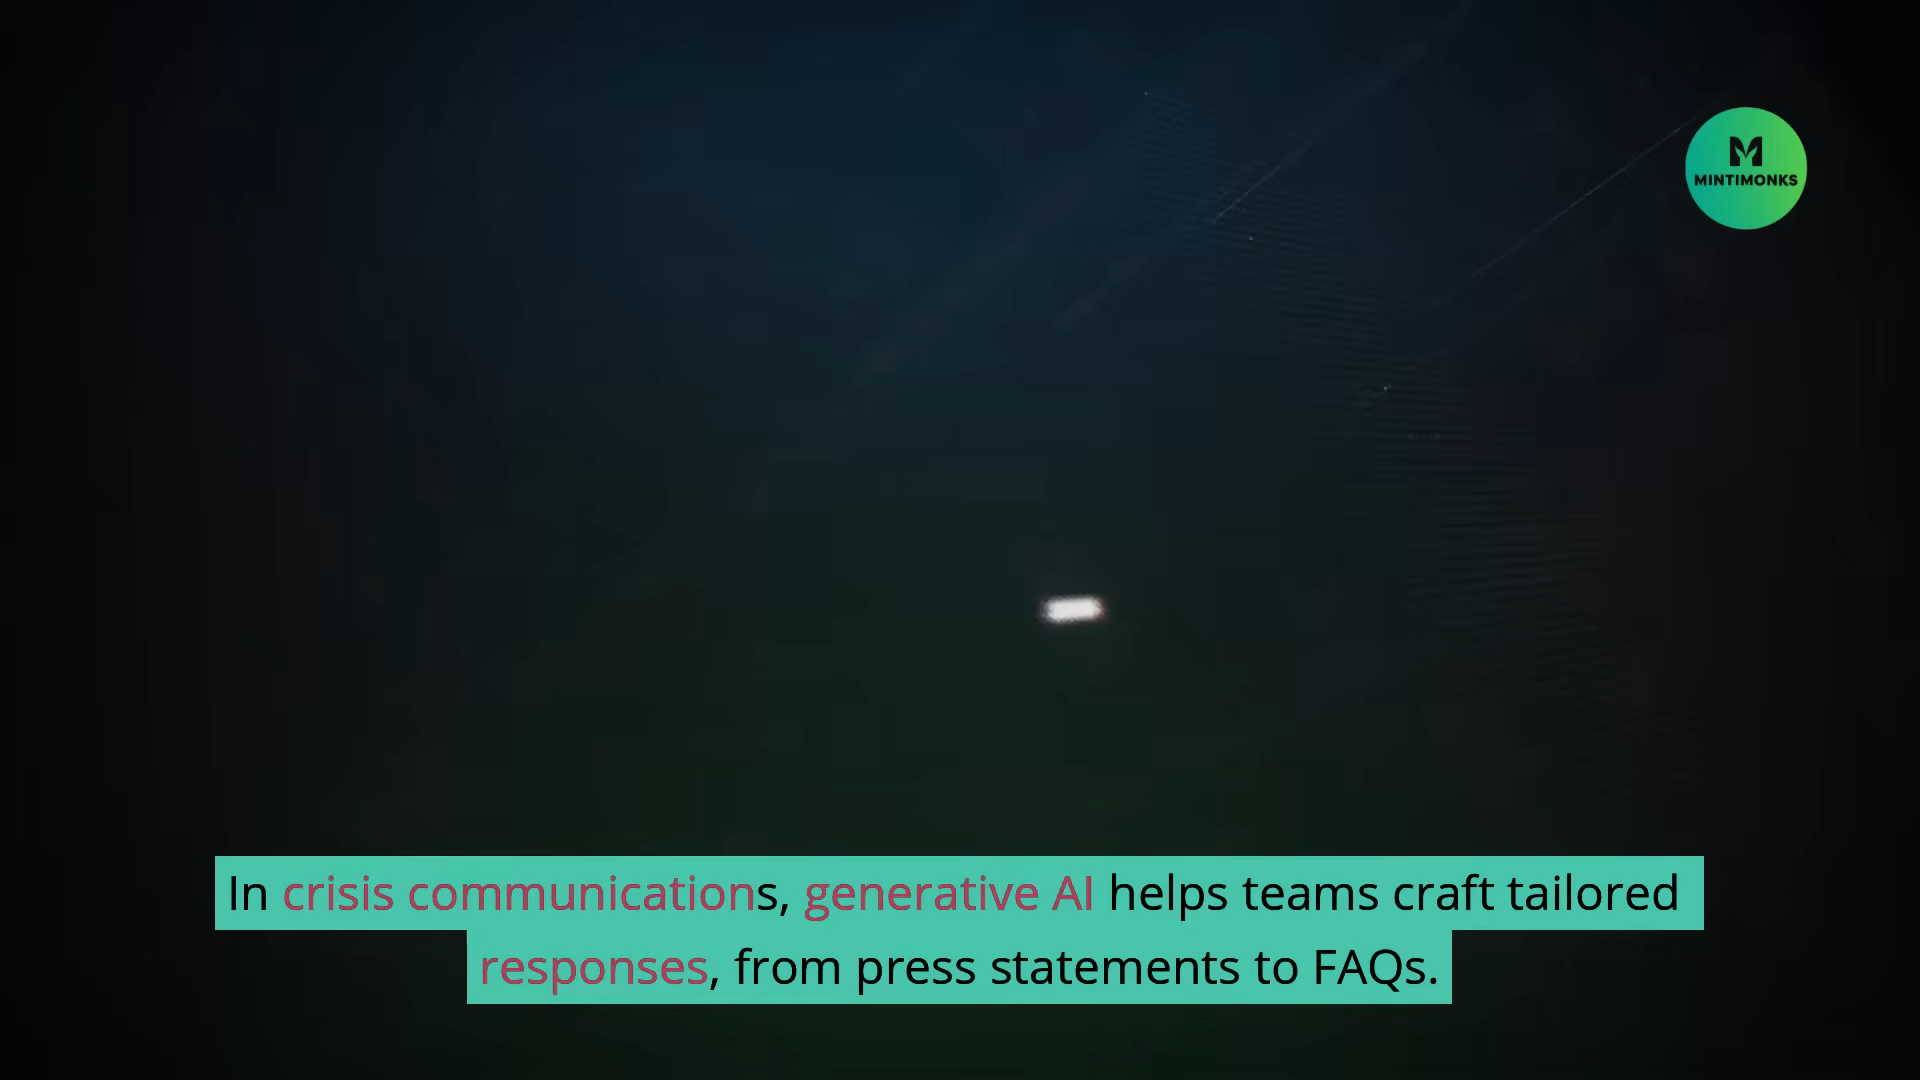 M
MINTIMONKS
In crisis communications, generative AI helps teams craft tailored
responses, from press statements to FAQs.